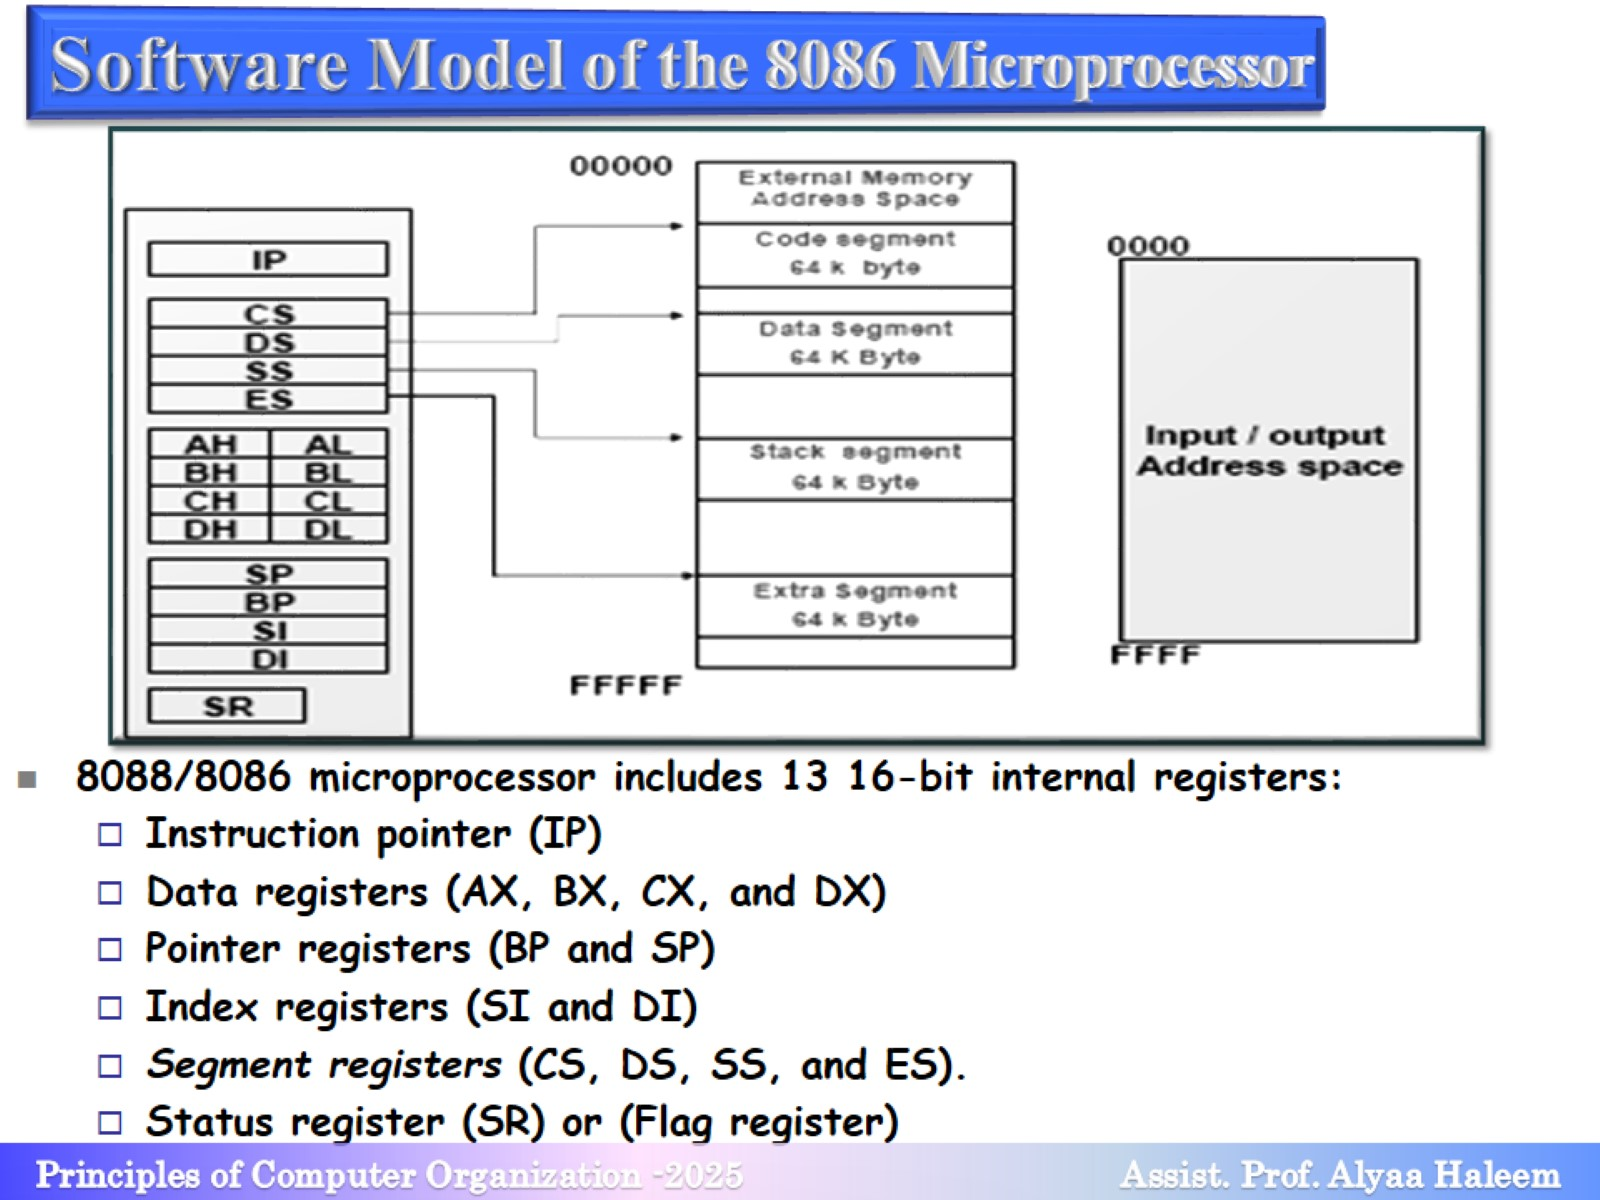 Software Model of the 8086 Microprocessor
00000
External Memory
Address Space
Code segment
64 k byte
Data Segment
64 K Byte
Stack segment
64 k Byte
Extra Segment
64 k Byte
FFFFF
IP
CS
DS
SS
ES
AH AL
BH BL
CH CL
DH DL
SP
BP
SI
DI
SR
0000
Input / output
Address space
FFFF
8088/8086 microprocessor includes 13 16-bit internal registers:
Instruction pointer (IP)
Data registers (AX, BX, CX, and DX)
Pointer registers (BP and SP)
Index registers (SI and DI)
Segment registers (CS, DS, SS, and ES).
Status register (SR) or (Flag register)
Principles of Computer Organization -2025
Assist. Prof. Alyaa Haleem